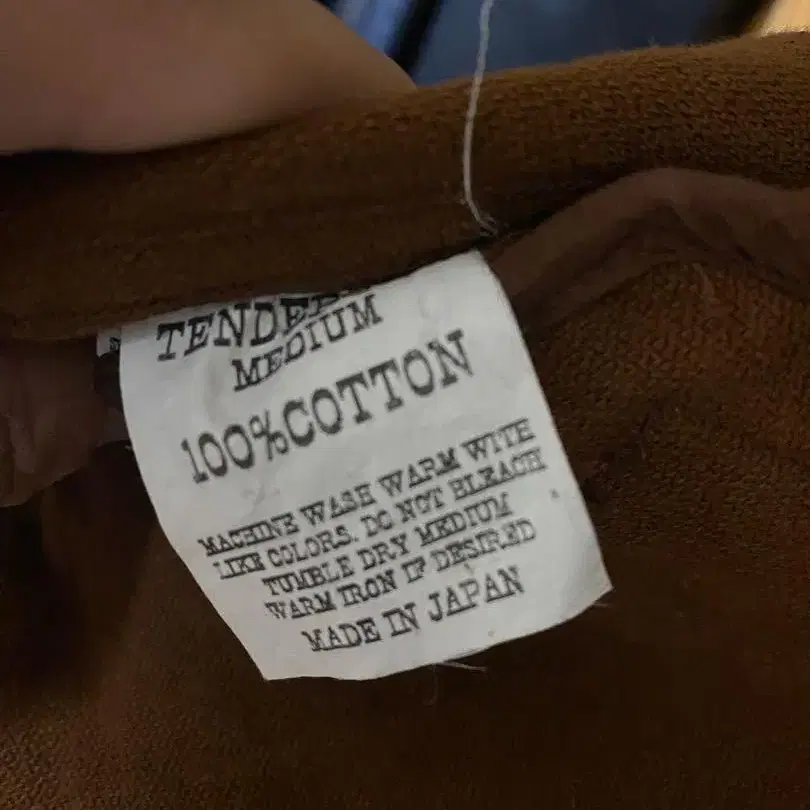 MEDIUM
100%COTTON
MACHINE WASH WARM WITH
LIKE COLORS. DO NOT BLEACH
TUMBLE DRY MEDIUM
WARM IRON IF DESIRED
MADE IN JAPAN